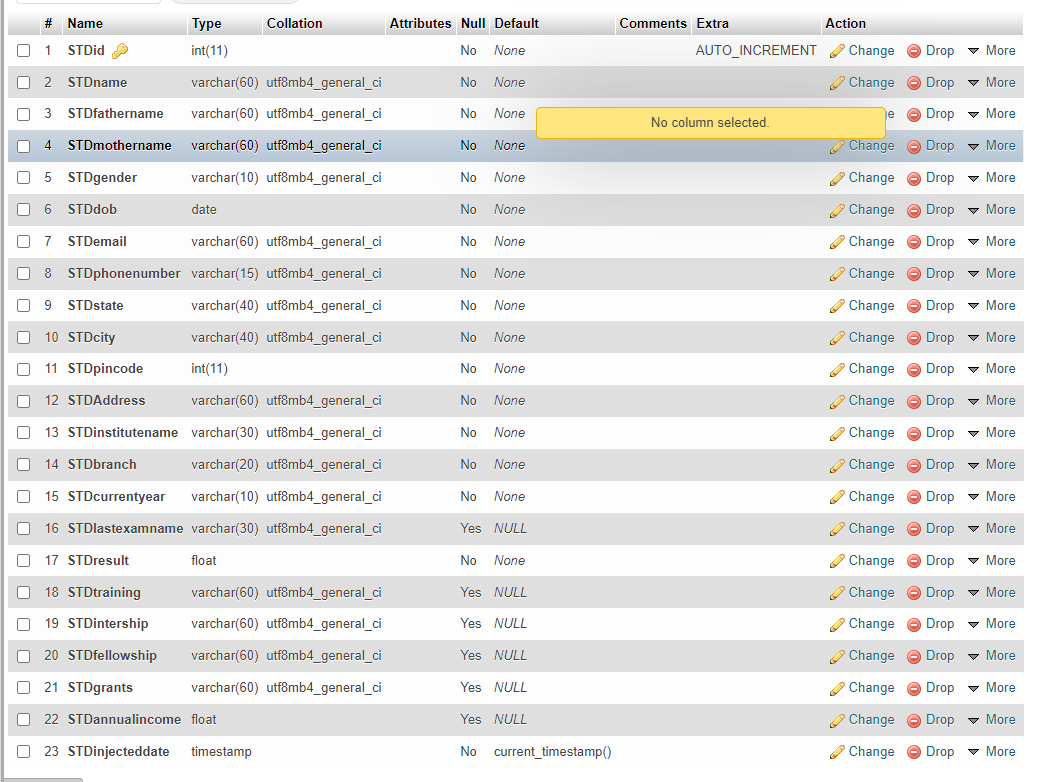 # Name Type Collation Attributes Null Default Comments Extra Action
1 STDid int(11) No None AUTO_INCREMENT Change Drop More
2 STDname varchar(60) utf8mb4_general_ci No None Change Drop More
3 STDfathername varchar(60) utf8mb4_general_ci No None e Drop More
No column selected.
4 STDmothername varchar(60) utf8mb4_general_ci No None Change Drop More
5 STDgender varchar(10) utf8mb4_general_ci No None Change Drop More
6 STDdob date No None Change Drop More
7 STDemail varchar(60) utf8mb4_general_ci No None Change Drop More
8 STDphonenumber varchar(15) utf8mb4_general_ci No None Change Drop More
9 STDstate varchar(40) utf8mb4_general_ci No None Change Drop More
10 STDcity varchar(40) utf8mb4_general_ci No None Change Drop More
11 STDpincode int(11) No None Change Drop More
12 STDAddress varchar(60) utf8mb4_general_ci No None Change Drop More
13 STDinstitutename varchar(30) utf8mb4_general_ci No None Change Drop More
14 STDbranch varchar(20) utf8mb4_general_ci No None Change Drop More
15 STDcurrentyear varchar(10) utf8mb4_general_ci No None Change Drop More
16 STDlastexamname varchar(30) utf8mb4_general_ci Yes NULL Change Drop More
17 STDresult float No None Change Drop More
18 STDtraining varchar(60) utf8mb4_general_ci Yes NULL Change Drop More
19 STDintership varchar(60) utf8mb4_general_ci Yes NULL Change Drop More
20 STDfellowship varchar(60) utf8mb4_general_ci Yes NULL Change Drop More
21 STDgrants varchar(60) utf8mb4_general_ci Yes NULL Change Drop More
22 STDannualincome float Yes NULL Change Drop More
23 STDinjecteddate timestamp No current_timestamp() Change Drop More